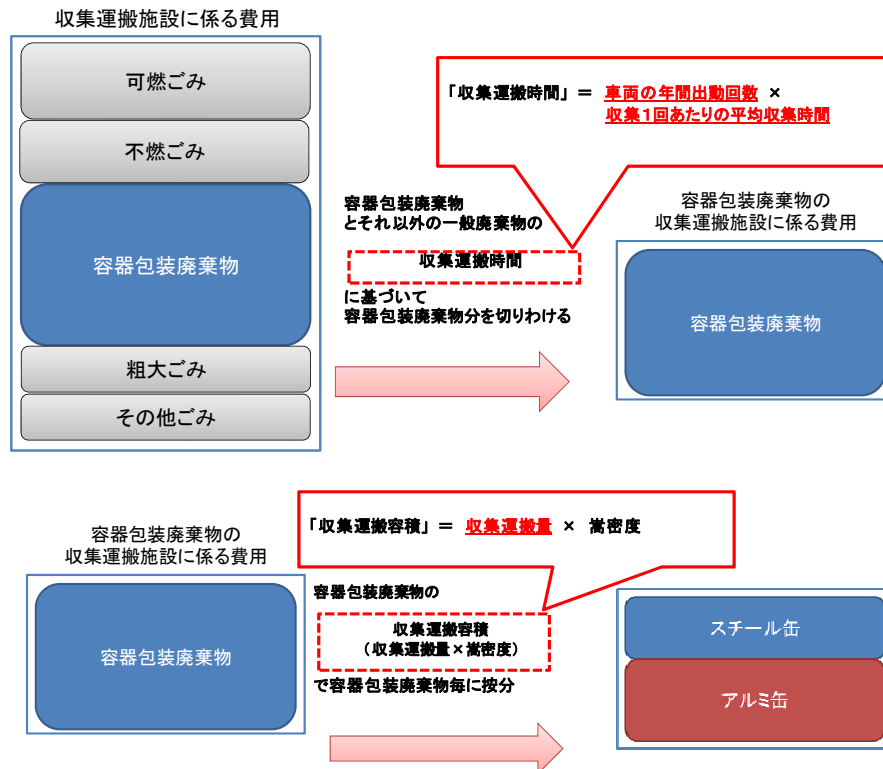 収集運搬施設に係る費用
可燃ごみ
不燃ごみ
容器包装廃棄物
粗大ごみ
その他ごみ
「収集運搬時間」 ＝ 車両の年間出動回数 ×
収集１回あたりの平均収集時間
容器包装廃棄物
とそれ以外の一般廃棄物の
収集運搬時間
に基づいて
容器包装廃棄物分を切りわける
容器包装廃棄物の
収集運搬施設に係る費用
容器包装廃棄物
「収集運搬容積」 ＝ 収集運搬量 × 嵩密度
容器包装廃棄物の
収集運搬施設に係る費用
容器包装廃棄物
容器包装廃棄物の
収集運搬容積
（収集運搬量×嵩密度）
で容器包装廃棄物毎に按分
スチール缶
アルミ缶